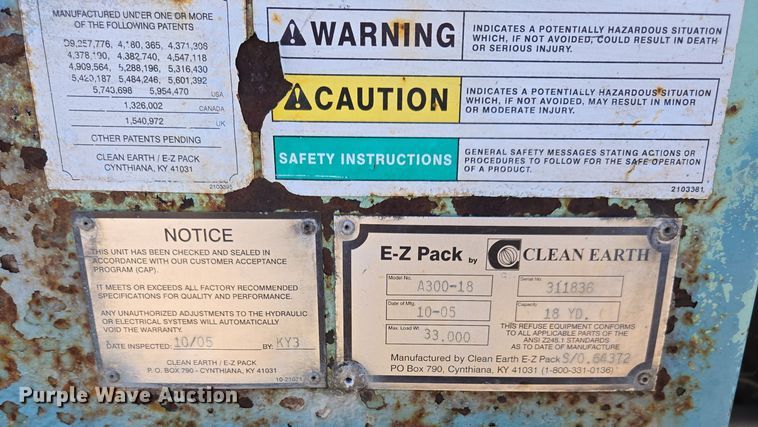 MANUFACTURED UNDER ONE OR MORE
OF THE FOLLOWING PATENTS
D9,257,776, 4,180,365, 4,371,306
4,378,190, 4,382,740, 4,547,118
4,909,564, 5,288,196, 5,316,430
5,420,187, 5,484,246, 5,601,392
5,743,698 5,954,470
USA
1,326,002
CANADA
1,540,972
UK
OTHER PATENTS PENDING
CLEAN EARTH / E-Z PACK
CYNTHIANA, KY 41031
2103395
WARNING
INDICATES A POTENTIALLY HAZARDOUS SITUATION
WHICH, IF NOT AVOIDED, COULD RESULT IN DEATH
OR SERIOUS INJURY.
CAUTION
INDICATES A POTENTIALLY HAZARDOUS SITUATION
WHICH, IF NOT AVOIDED, MAY RESULT IN MINOR
OR MODERATE INJURY.
SAFETY INSTRUCTIONS
GENERAL SAFETY MESSAGES STATING ACTIONS OR
PROCEDURES TO FOLLOW FOR THE SAFE OPERATION
OF A PRODUCT.
2103381
NOTICE
THIS UNIT HAS BEEN CHECKED AND SEALED IN
ACCORDANCE WITH OUR CUSTOMER ACCEPTANCE
PROGRAM (CAP).
IT MEETS OR EXCEEDS ALL FACTORY RECOMMENDED
SPECIFICATIONS FOR QUALITY AND PERFORMANCE.
ANY UNAUTHORIZED ADJUSTMENTS TO THE HYDRAULIC
OR ELECTRICAL SYSTEMS WILL AUTOMATICALLY
VOID THE WARRANTY.
DATE INSPECTED: 10/05 BY: KY3
CLEAN EARTH / E-Z PACK
P. O. BOX 790 - CYNTHIANA, KY 41031
10-21021
E-Z Pack by CLEAN EARTH
Model No. A300-18 Serial No. 311836
Date of Mfg. 10-05 Capacity 18 YD.
Max. Load Wt. 33,000
THIS REFUSE EQUIPMENT CONFORMS
TO ALL APPLICABLE PARTS OF THE
ANSI Z245.1 STANDARDS
AS TO DATE OF MANUFACTURE
Manufactured by Clean Earth E-Z Pack S/O.64372
PO Box 790, Cynthiana, KY 41031 (1-800-331-0136)
Purple Wave Auction